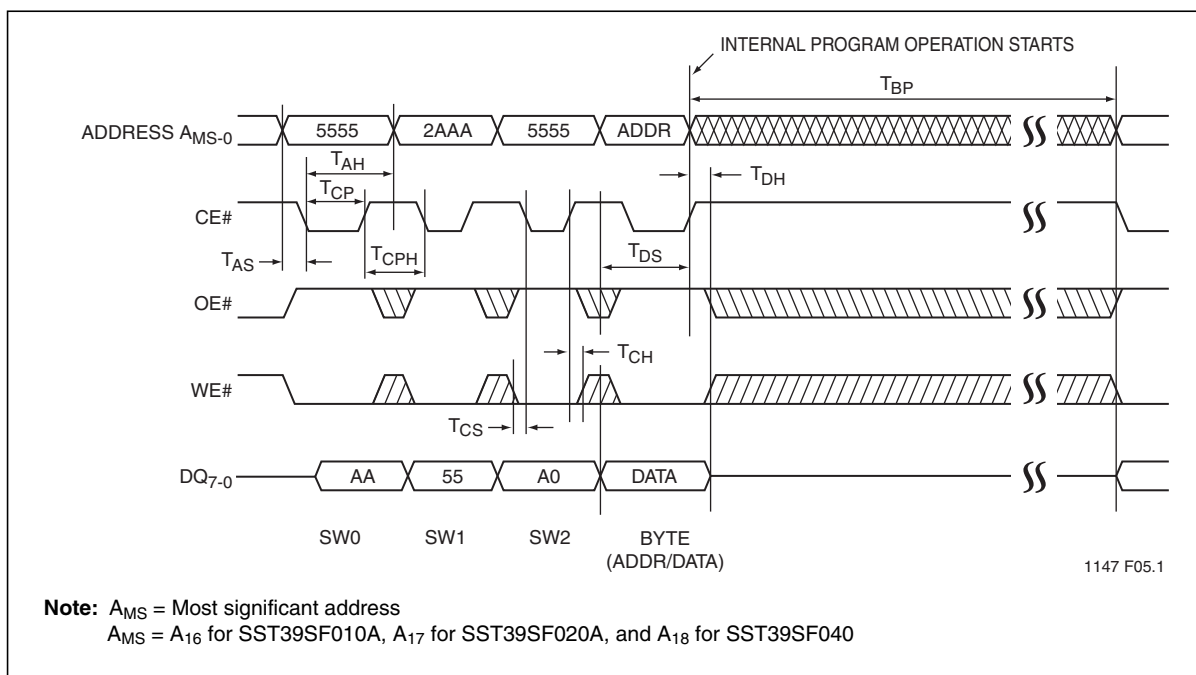 INTERNAL PROGRAM OPERATION STARTS
TBP
ADDRESS AMS-0
5555
2AAA
5555
ADDR
TAH
TDH
TCP
CE#
TAS
TCPH
TDS
OE#
TCH
WE#
TCS
DQ7-0
AA
55
A0
DATA
SW0
SW1
SW2
BYTE
(ADDR/DATA)
1147 F05.1
Note: AMS = Most significant address
AMS = A16 for SST39SF010A, A17 for SST39SF020A, and A18 for SST39SF040